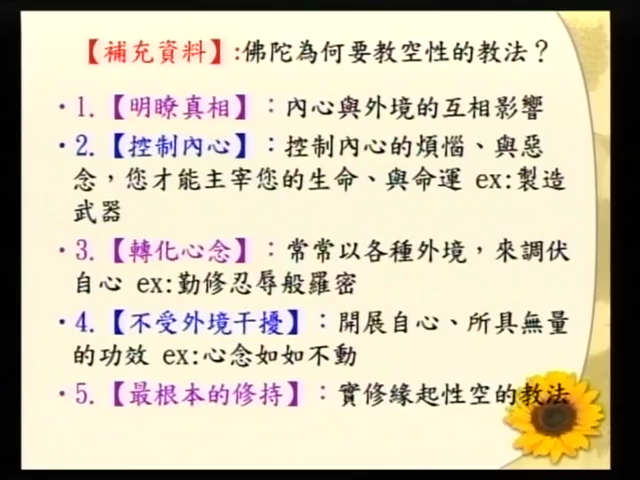 【補充資料】:佛陀為何要教空性的教法？
·1.【明瞭真相】：內心與外境的互相影響
·2.【控制內心】：控制內心的煩惱、與惡
念，您才能主宰您的生命、與命運 ex:製造
武器
·3.【轉化心念】：常常以各種外境，來調伏
自心 ex:勤修忍辱般羅密
·4.【不受外境干擾】：開展自心、所具無量
的功效 ex:心念如如不動
·5.【最根本的修持】：實修緣起性空的教法